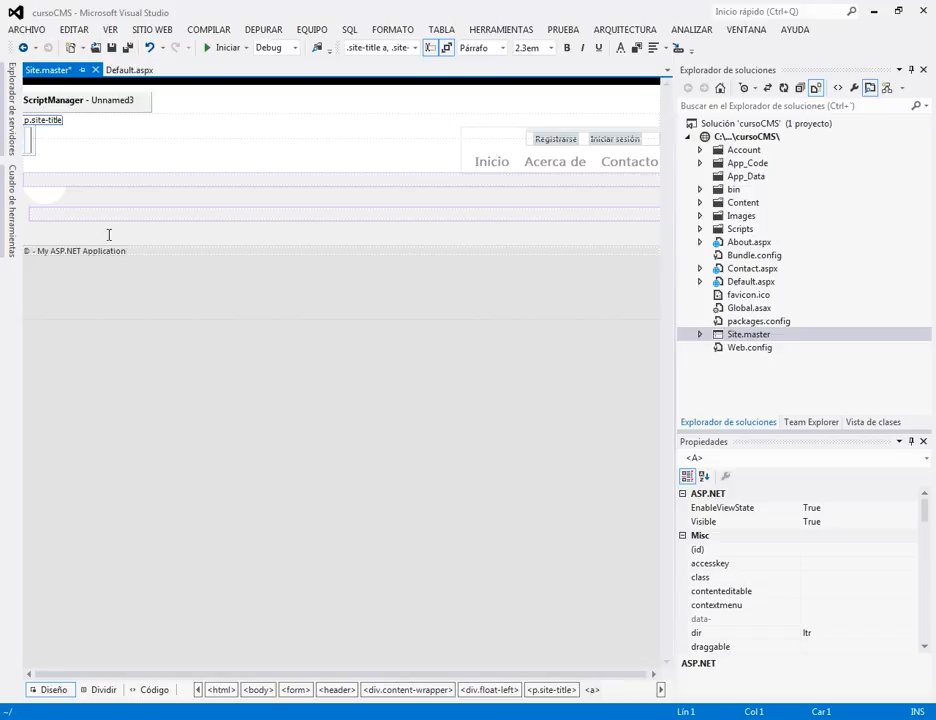 cursoCMS - Microsoft Visual Studio
Inicio rápido (Ctrl+Q)
ARCHIVO EDITAR VER SITIO WEB COMPILAR DEPURAR EQUIPO SQL FORMATO TABLA HERRAMIENTAS PRUEBA ARQUITECTURA ANALIZAR VENTANA AYUDA
Iniciar Debug .site-title a, .site- Párrafo 2.3em B I U A
Site.master* Default.aspx
Explorador de servidores
Cuadro de herramientas
ScriptManager - Unnamed3
p.site-title
Registrarse Iniciar sesión
Inicio Acerca de Contacto
© - My ASP.NET Application
Diseño Dividir Código <html> <body> <form> <header> <div.content-wrapper> <div.float-left> <p.site-title> <a>
Explorador de soluciones
Buscar en el Explorador de soluciones (Ctrl+´)
Solución 'cursoCMS' (1 proyecto)
C:\...\cursoCMS\
Account
App_Code
App_Data
bin
Content
Images
Scripts
About.aspx
Bundle.config
Contact.aspx
Default.aspx
favicon.ico
Global.asax
packages.config
Site.master
Web.config
Explorador de soluciones Team Explorer Vista de clases
Propiedades
<A>
ASP.NET
EnableViewState True
Visible True
Misc
(id)
accesskey
class
contenteditable
contextmenu
data-
dir ltr
draggable
ASP.NET
~/ Lín 1 Col 1 Car 1 INS